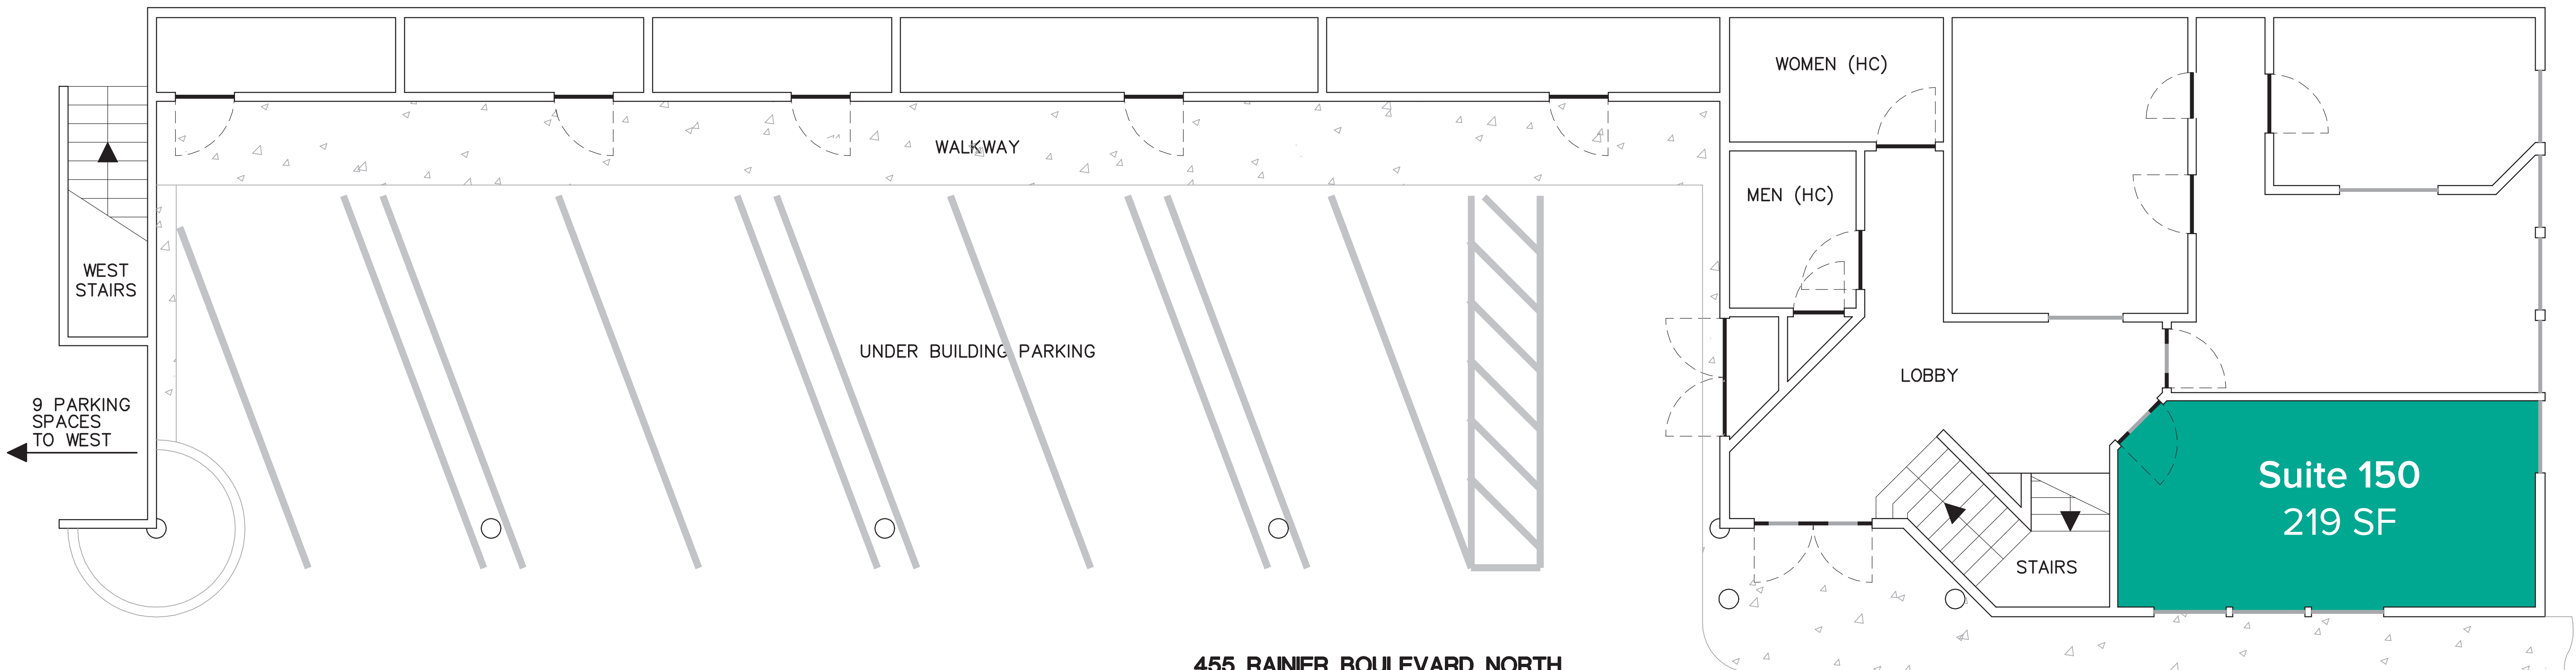 WOMEN (HC)
WALKWAY
MEN (HC)
WEST
STAIRS
UNDER BUILDING PARKING
LOBBY
9 PARKING
SPACES
TO WEST
Suite 150
219 SF
STAIRS
455 RAINIER BOULEVARD NORTH